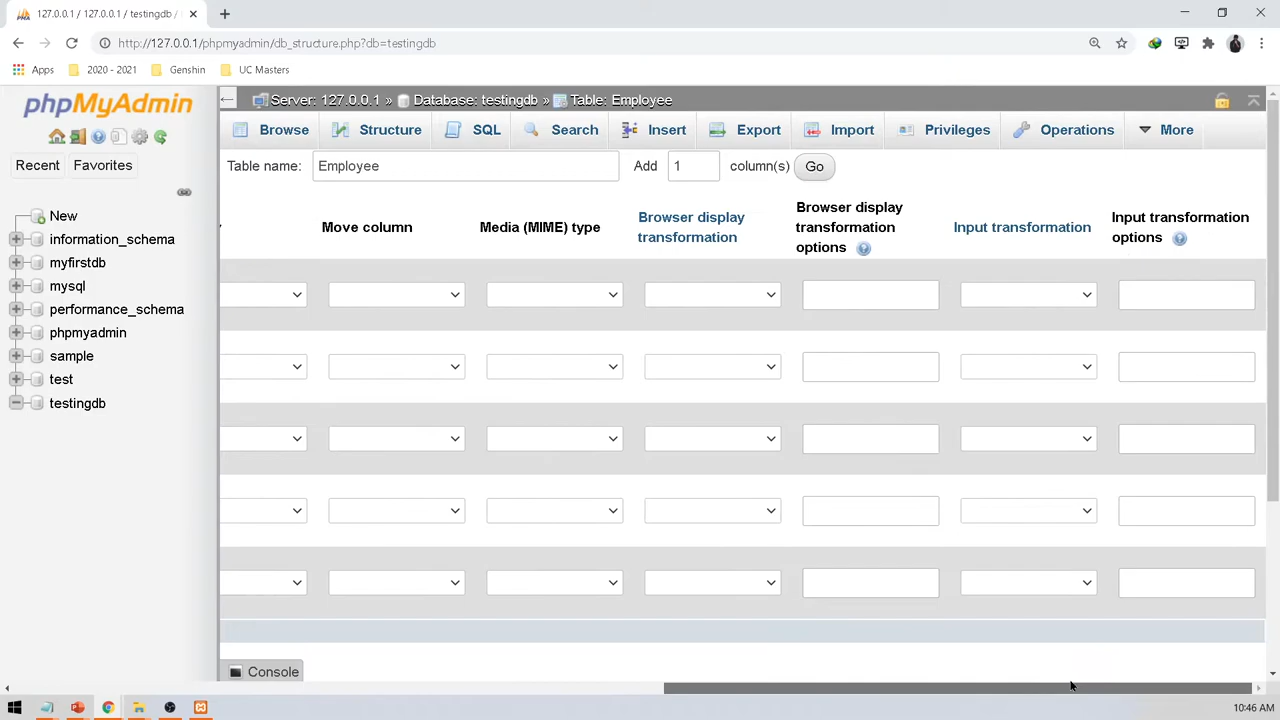 127.0.0.1 / 127.0.0.1 / testingdb /
http://127.0.0.1/phpmyadmin/db_structure.php?db=testingdb
Apps 2020 - 2021 Genshin UC Masters
phpMyAdmin
Recent Favorites
New
information_schema
myfirstdb
mysql
performance_schema
phpmyadmin
sample
test
testingdb
Server: 127.0.0.1 » Database: testingdb » Table: Employee
Browse Structure SQL Search Insert Export Import Privileges Operations More
Table name: Employee Add 1 column(s) Go
Move column
Media (MIME) type
Browser display
transformation
Browser display
transformation
options
Input transformation
Input transformation
options
Console
10:46 AM